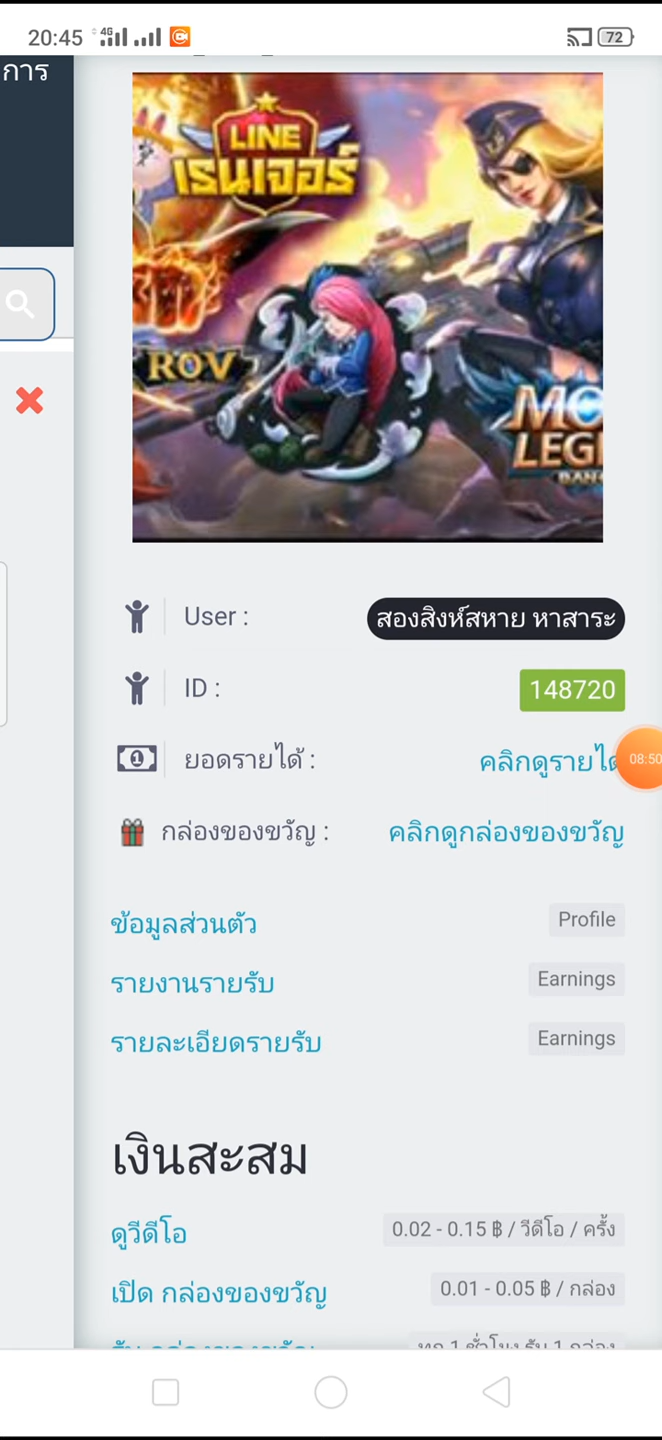 20:45
4G
72
การ
LINE
เรนเจอร์
ROV
User :
สองสิงห์สหาย หาสาระ
ID :
148720
ยอดรายได้ :
คลิกดูรายได้
08:50
กล่องของขวัญ :
คลิกดูกล่องของขวัญ
ข้อมูลส่วนตัว
Profile
รายงานรายรับ
Earnings
รายละเอียดรายรับ
Earnings
เงินสะสม
ดูวีดีโอ
0.02 - 0.15 ฿ / วีดีโอ / ครั้ง
เปิด กล่องของขวัญ
0.01 - 0.05 ฿ / กล่อง